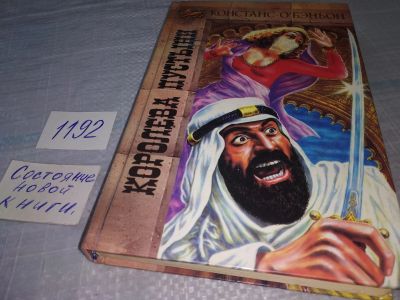 КОНСТАНС О'БЭНЬОН
КОРОЛЕВА ПУСТЫНИ
1192
Состояние
новой
книги.